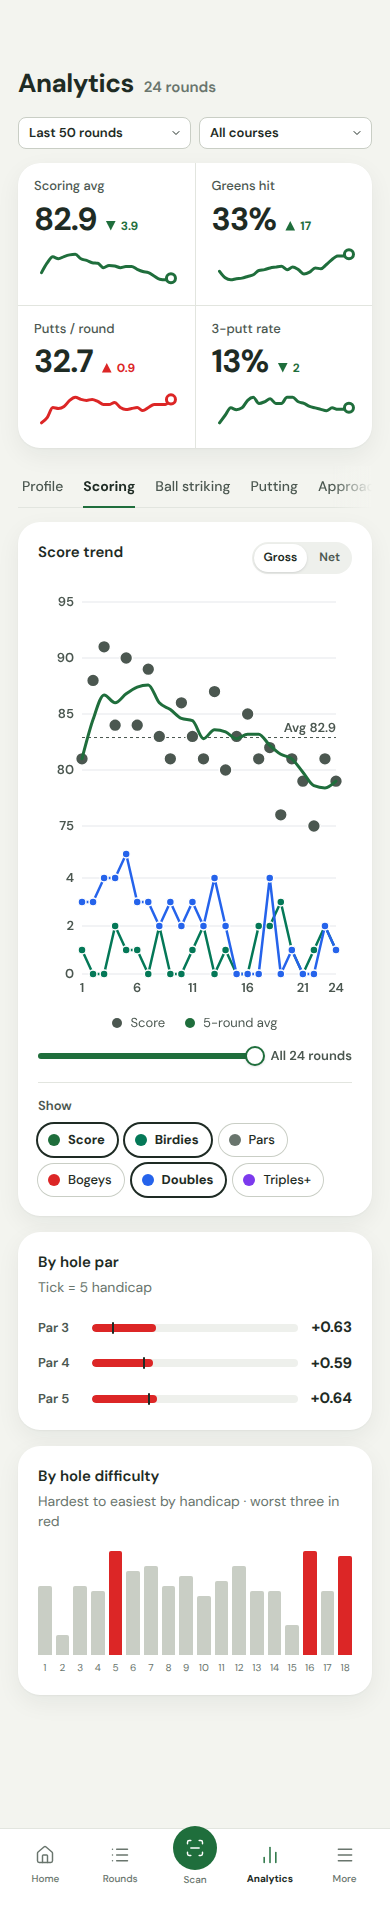 Analytics 24 rounds
Last 50 rounds All courses
Scoring avg Greens hit
82.9 ▼ 3.9 33% ▲ 17
Putts / round 3-putt rate
32.7 ▲ 0.9 13% ▼ 2
Profile Scoring Ball striking Putting Approa
Score trend Gross Net
95
90
85
Avg 82.9
80
75
4
2
0
1 6 11 16 21 24
Score 5-round avg
All 24 rounds
Show
Score Birdies Pars
Bogeys Doubles Triples+
By hole par
Tick = 5 handicap
Par 3 +0.63
Par 4 +0.59
Par 5 +0.64
By hole difficulty
Hardest to easiest by handicap · worst three in
red
1 2 3 4 5 6 7 8 9 10 11 12 13 14 15 16 17 18
Home Rounds Scan Analytics More